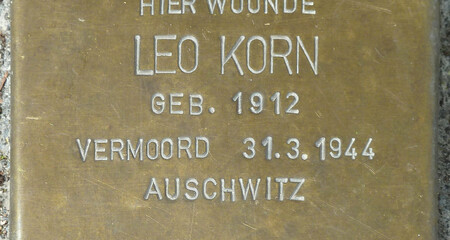 HIER WOONDE
LEO KORN
GEB. 1912
VERMOORD 31.3.1944
AUSCHWITZ